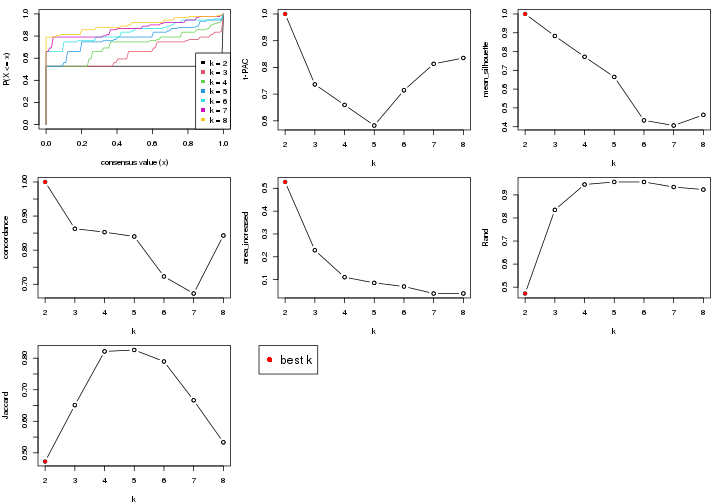 P(X <= x)
0.0 0.2 0.4 0.6 0.8 1.0
k = 2
k = 3
k = 4
k = 5
k = 6
k = 7
k = 8
0.0 0.2 0.4 0.6 0.8 1.0
consensus value (x)
1-PAC
0.6 0.7 0.8 0.9 1.0
2 3 4 5 6 7 8
k
mean_silhouette
0.4 0.5 0.6 0.7 0.8 0.9 1.0
2 3 4 5 6 7 8
k
concordance
0.70 0.80 0.90 1.00
2 3 4 5 6 7 8
k
area_increased
0.1 0.2 0.3 0.4 0.5
2 3 4 5 6 7 8
k
Rand
0.5 0.6 0.7 0.8 0.9
2 3 4 5 6 7 8
k
Jaccard
0.50 0.60 0.70 0.80
2 3 4 5 6 7 8
k
best k